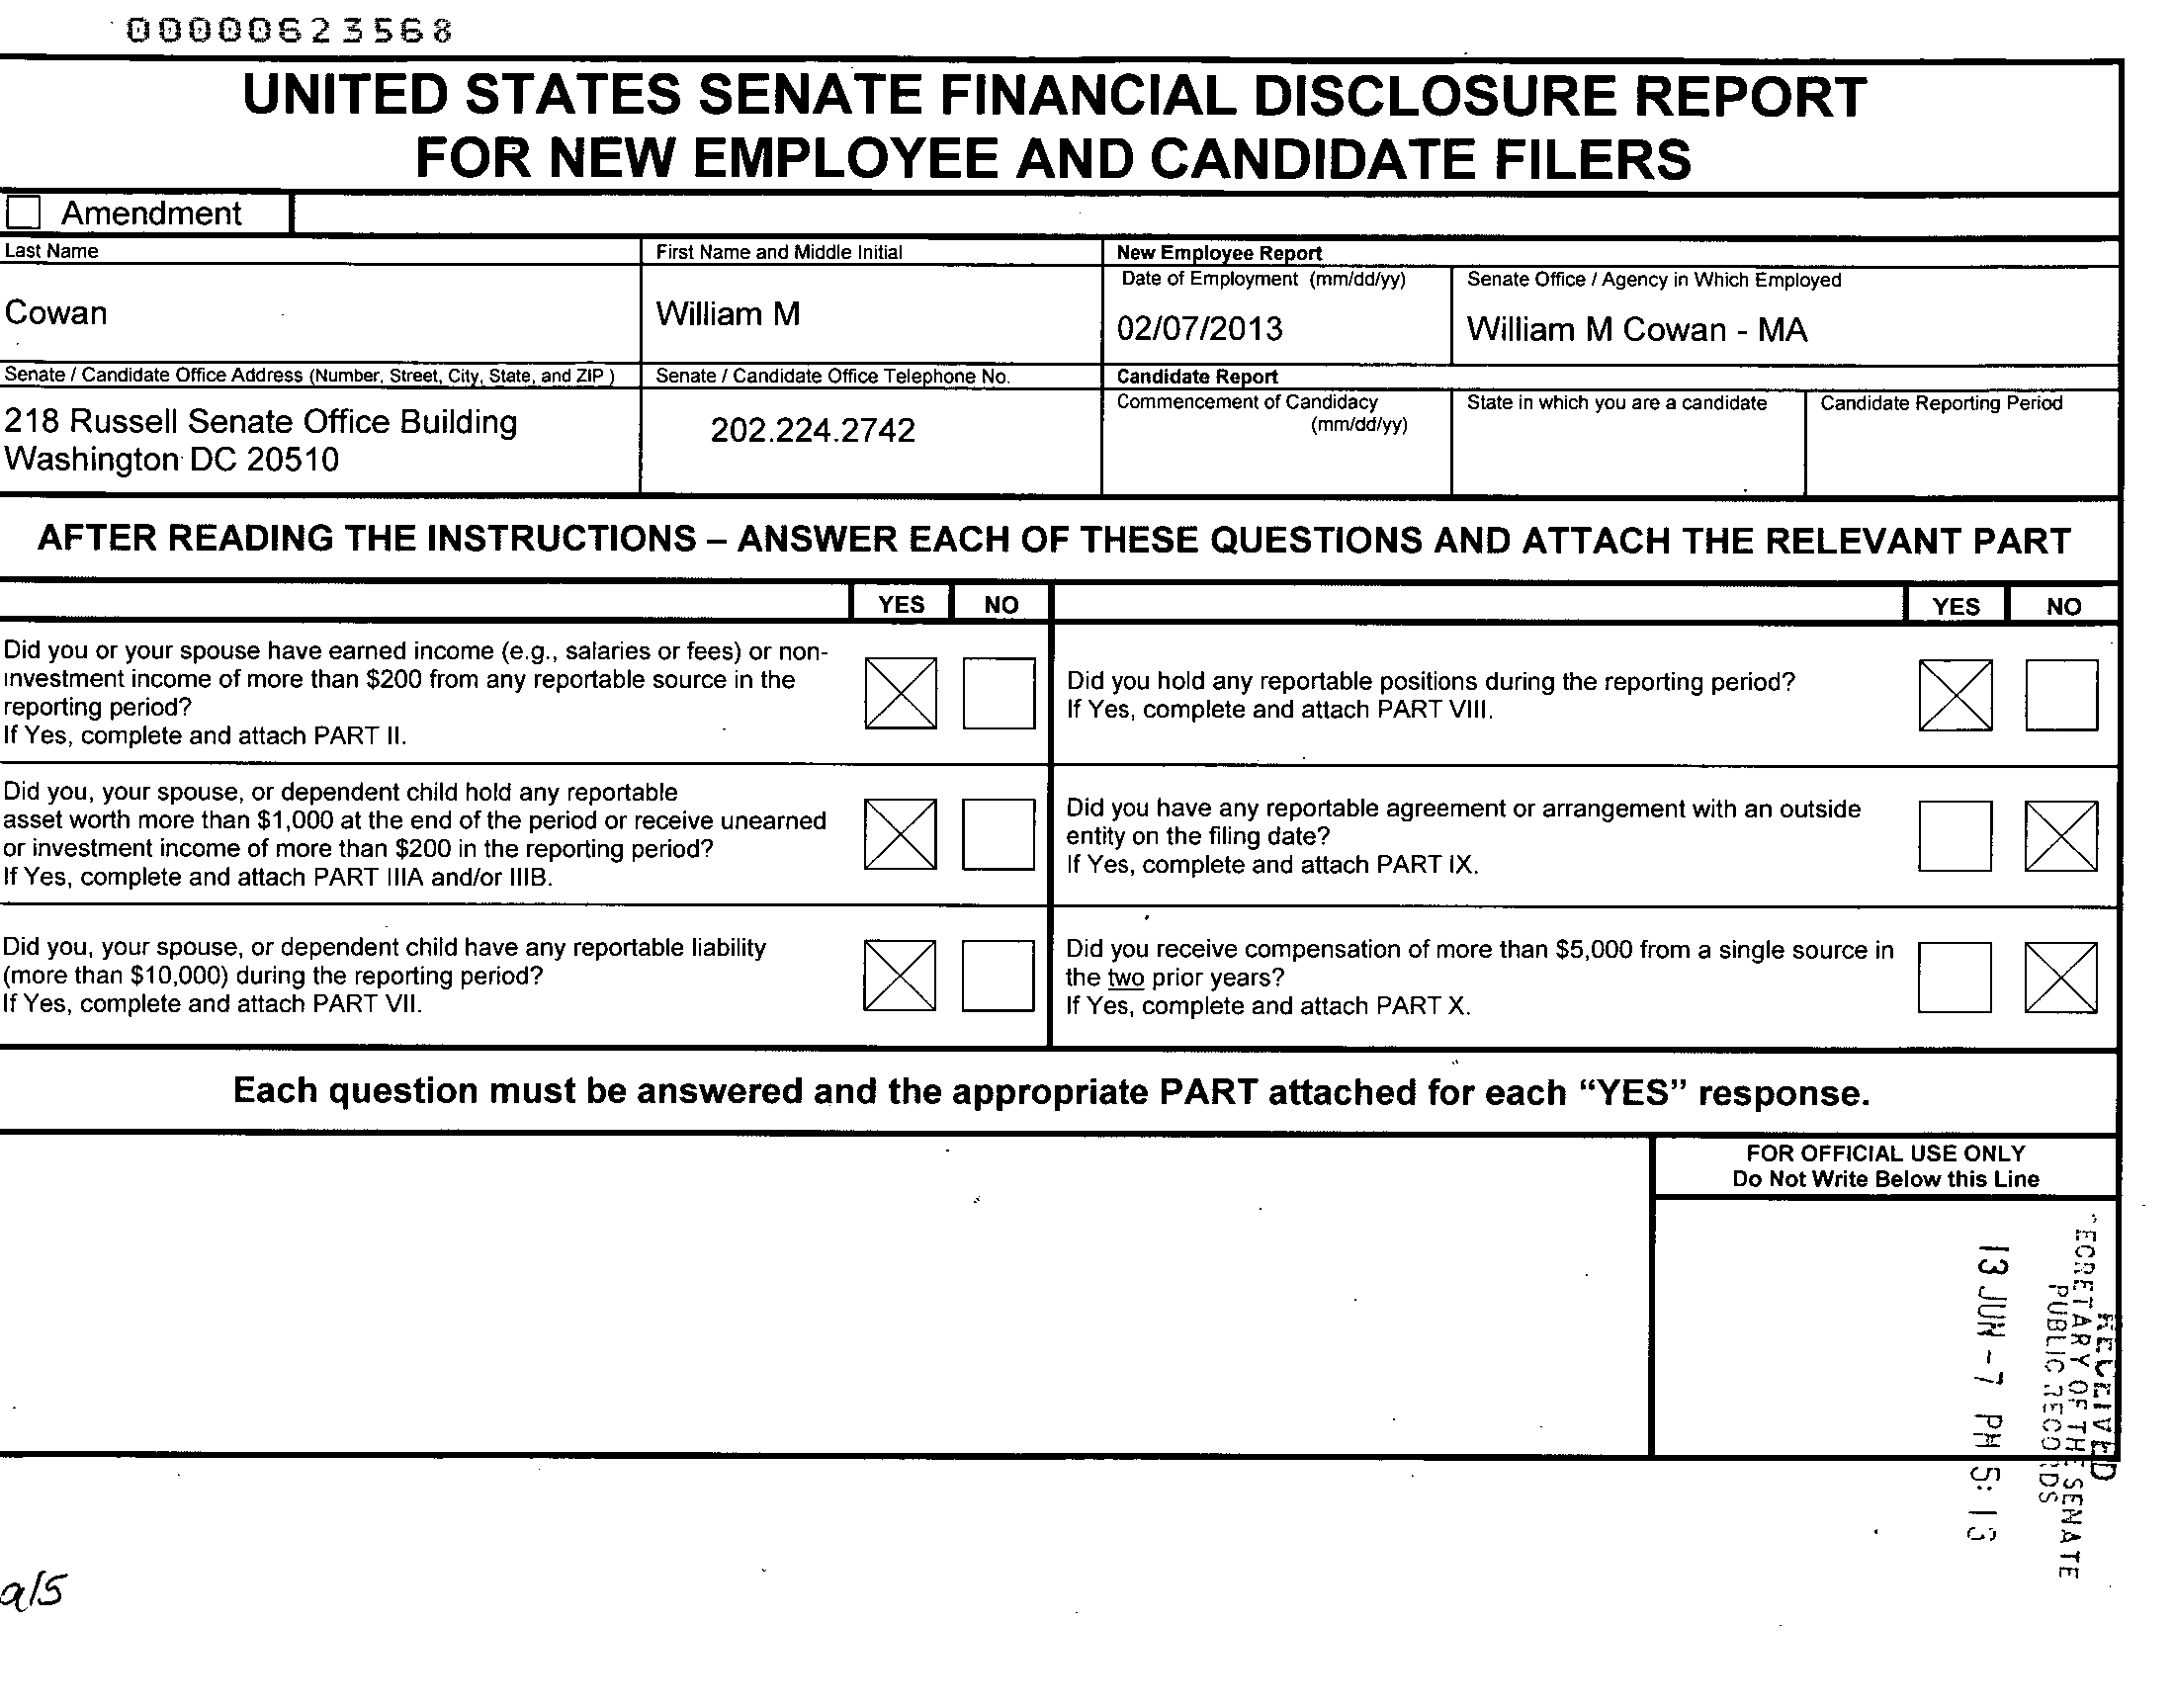 00000623568
UNITED STATES SENATE FINANCIAL DISCLOSURE REPORT
FOR NEW EMPLOYEE AND CANDIDATE FILERS
Amendment
Last Name
First Name and Middle Initial
New Employee Report
Date of Employment (mm/dd/yy)
Senate Office / Agency in Which Employed
Cowan
William M
02/07/2013
William M Cowan - MA
Senate / Candidate Office Address (Number, Street, City, State, and ZIP )
Senate / Candidate Office Telephone No.
Candidate Report
Commencement of Candidacy
(mm/dd/yy)
State in which you are a candidate
Candidate Reporting Period
218 Russell Senate Office Building
Washington DC 20510
202.224.2742
AFTER READING THE INSTRUCTIONS – ANSWER EACH OF THESE QUESTIONS AND ATTACH THE RELEVANT PART
YES NO
YES NO
Did you or your spouse have earned income (e.g., salaries or fees) or non-
investment income of more than $200 from any reportable source in the
reporting period?
If Yes, complete and attach PART II.
Did you hold any reportable positions during the reporting period?
If Yes, complete and attach PART VIII.
Did you, your spouse, or dependent child hold any reportable
asset worth more than $1,000 at the end of the period or receive unearned
or investment income of more than $200 in the reporting period?
If Yes, complete and attach PART IIIA and/or IIIB.
Did you have any reportable agreement or arrangement with an outside
entity on the filing date?
If Yes, complete and attach PART IX.
Did you, your spouse, or dependent child have any reportable liability
(more than $10,000) during the reporting period?
If Yes, complete and attach PART VII.
Did you receive compensation of more than $5,000 from a single source in
the two prior years?
If Yes, complete and attach PART X.
Each question must be answered and the appropriate PART attached for each “YES” response.
FOR OFFICIAL USE ONLY
Do Not Write Below this Line
RECEIVED
SECRETARY OF THE SENATE
PUBLIC RECORDS
13 JUN -7 PM 5:13